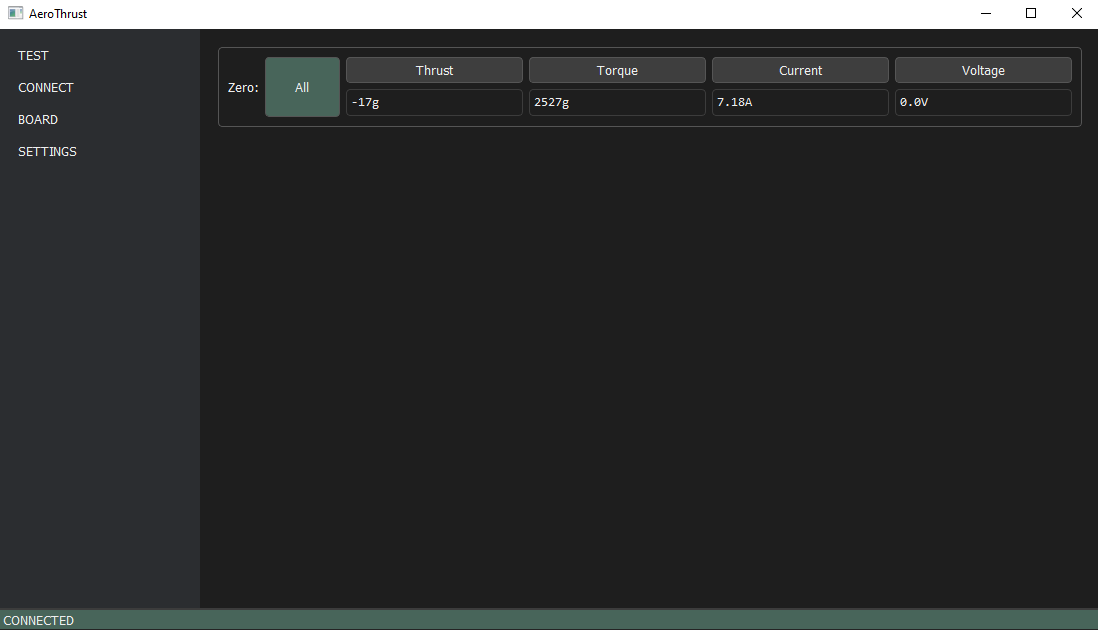 AeroThrust
TEST
CONNECT
BOARD
SETTINGS
Zero:
All
Thrust
Torque
Current
Voltage
-17g
2527g
7.18A
0.0V
CONNECTED